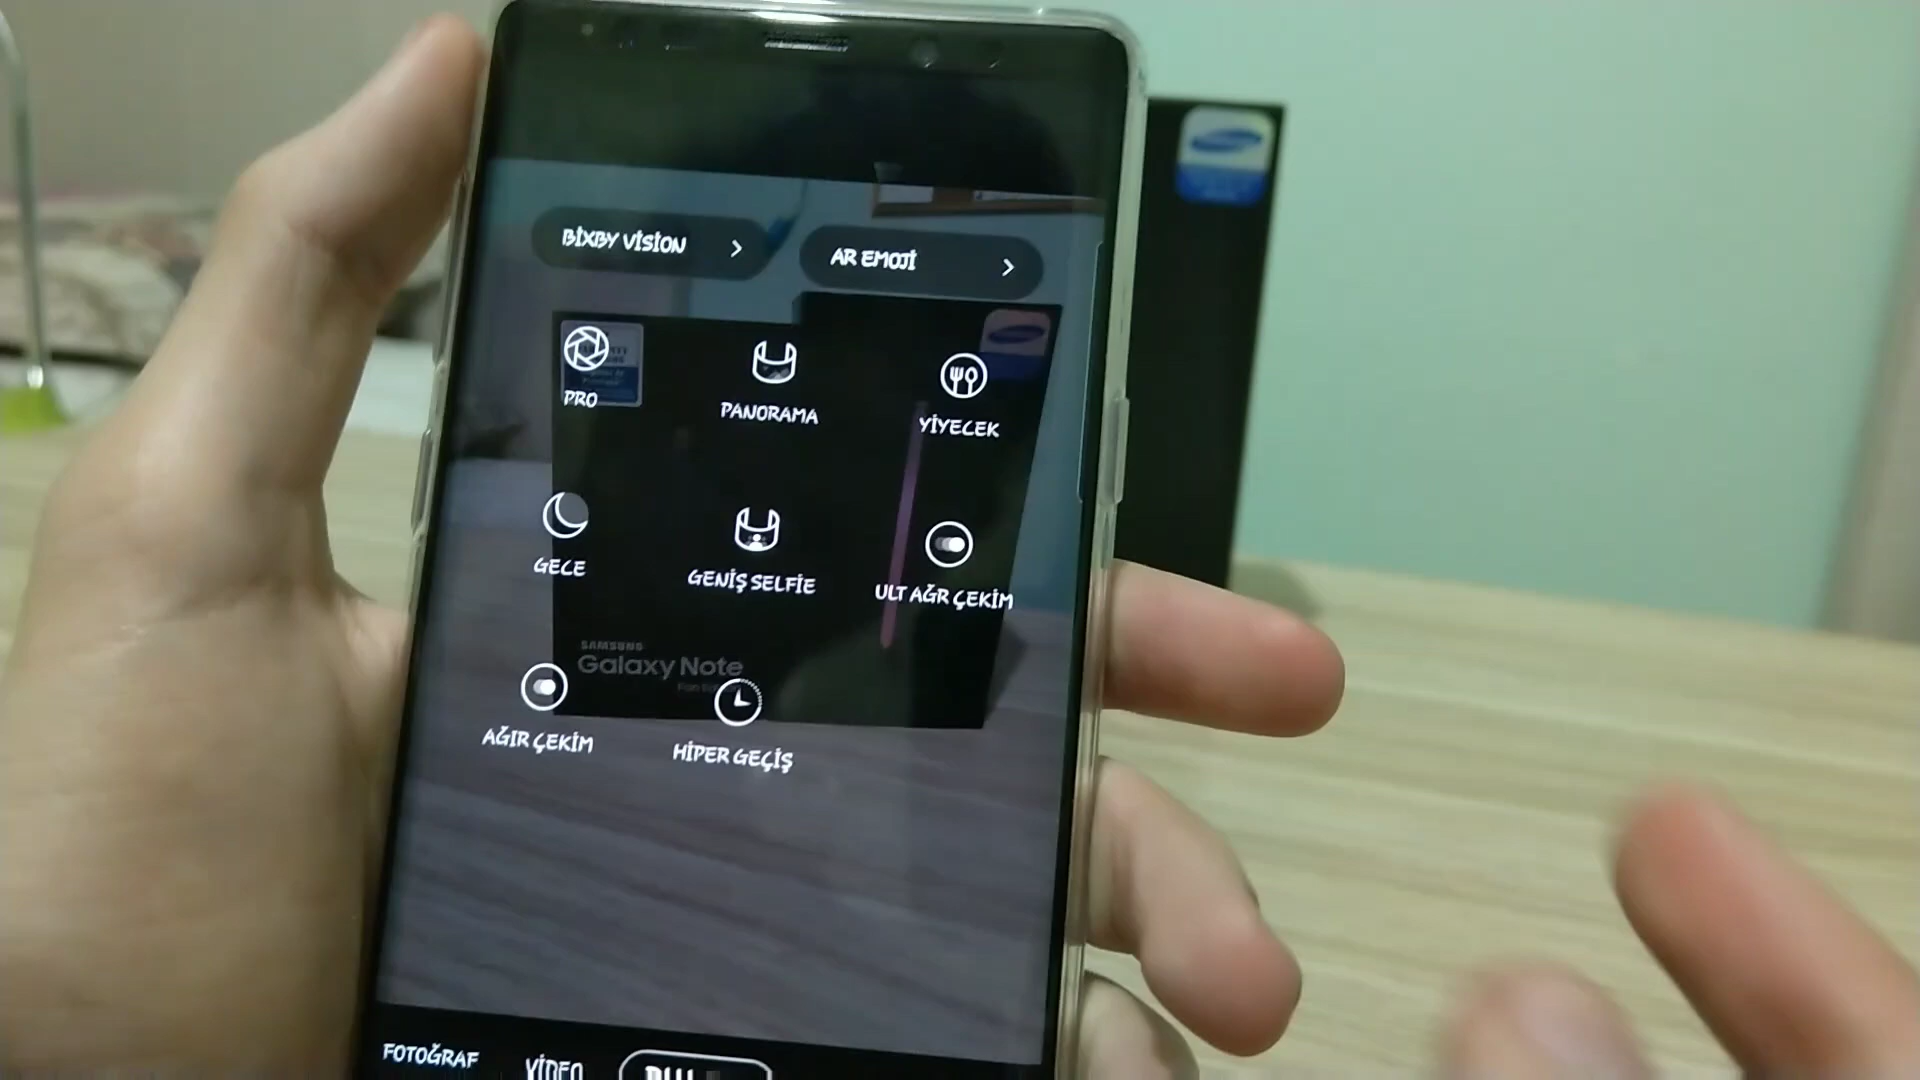 BİXBY VİSİON
AR EMOJİ
PRO
PANORAMA
YİYECEK
GECE
GENİŞ SELFİE
ULT AĞR ÇEKİM
SAMSUNG
Galaxy Note
AĞIR ÇEKİM
HİPER GEÇİŞ
FOTOĞRAF
VİDEO